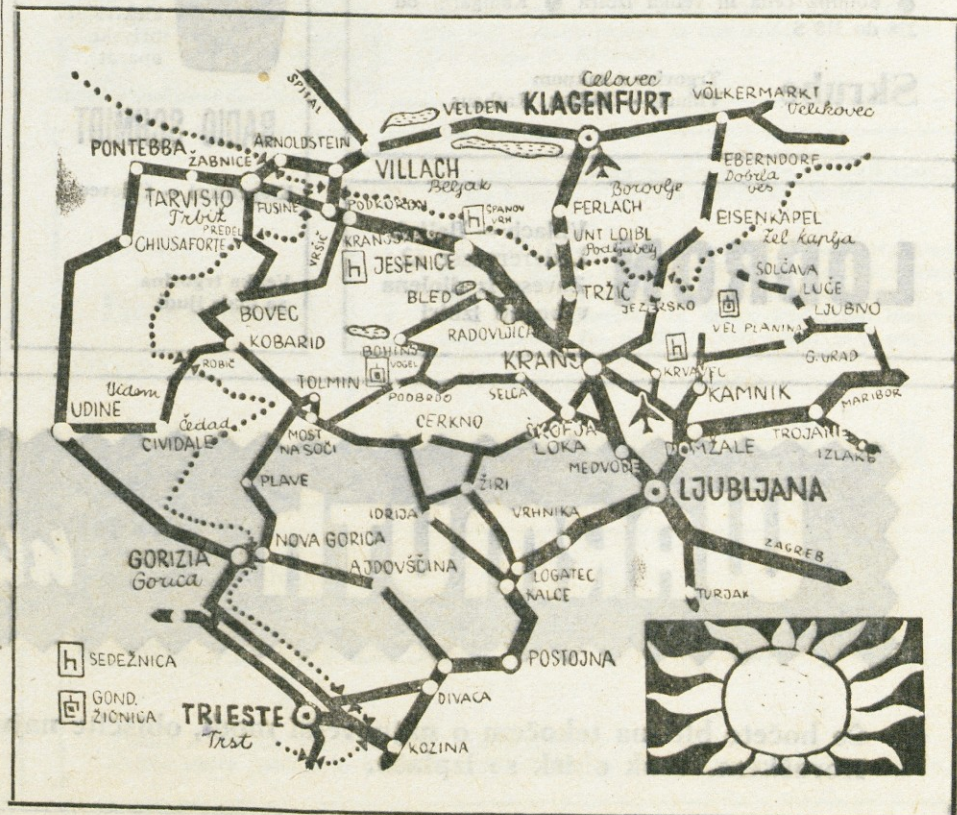 SPITAL
VELDEN
Celovec
KLAGENFURT
VÖLKERMARKT
Velikovec
PONTEBBA
ŽABNICE
ARNOLDSTEIN
VILLACH
Beljak
EBERNDORF
Dobrla
ves
TARVISIO
Trbiž
FUSINE
PODKOREN
ŠPANOV
VRH
Borovlje
FERLACH
EISENKAPEL
Žel. kaplja
PREDEL
CHIUSAFORTE
VRŠIČ
KRANJS
JESENICE
UNT LOIBL
Podljubelj
SOLČAVA
LUČE
BLED
TRŽIČ
JEZERSKO
LJUBNO
BOVEC
RADOVLJICA
VEL PLANINA
KOBARID
BOHINJ
VOGEL
KRANJ
G. GRAD
ROBIČ
KRVAVEC
Videm
TOLMIN
PODBRDO
SELCA
KAMNIK
MARIBOR
UDINE
Čedad
CIVIDALE
MOST
NA SOČI
CERKNO
ŠKOFJA
LOKA
DOMŽALE
TROJANE
IZLAKE
MEDVODE
PLAVE
ŽIRI
LJUBLJANA
IDRIJA
VRHNIKA
GORIZIA
Gorica
NOVA GORICA
AJDOVŠČINA
ZAGREB
LOGATEC
KALCE
TURJAK
SEDEŽNICA
POSTOJNA
GOND.
ŽIČNICA
DIVAČA
TRIESTE
Trst
KOZINA